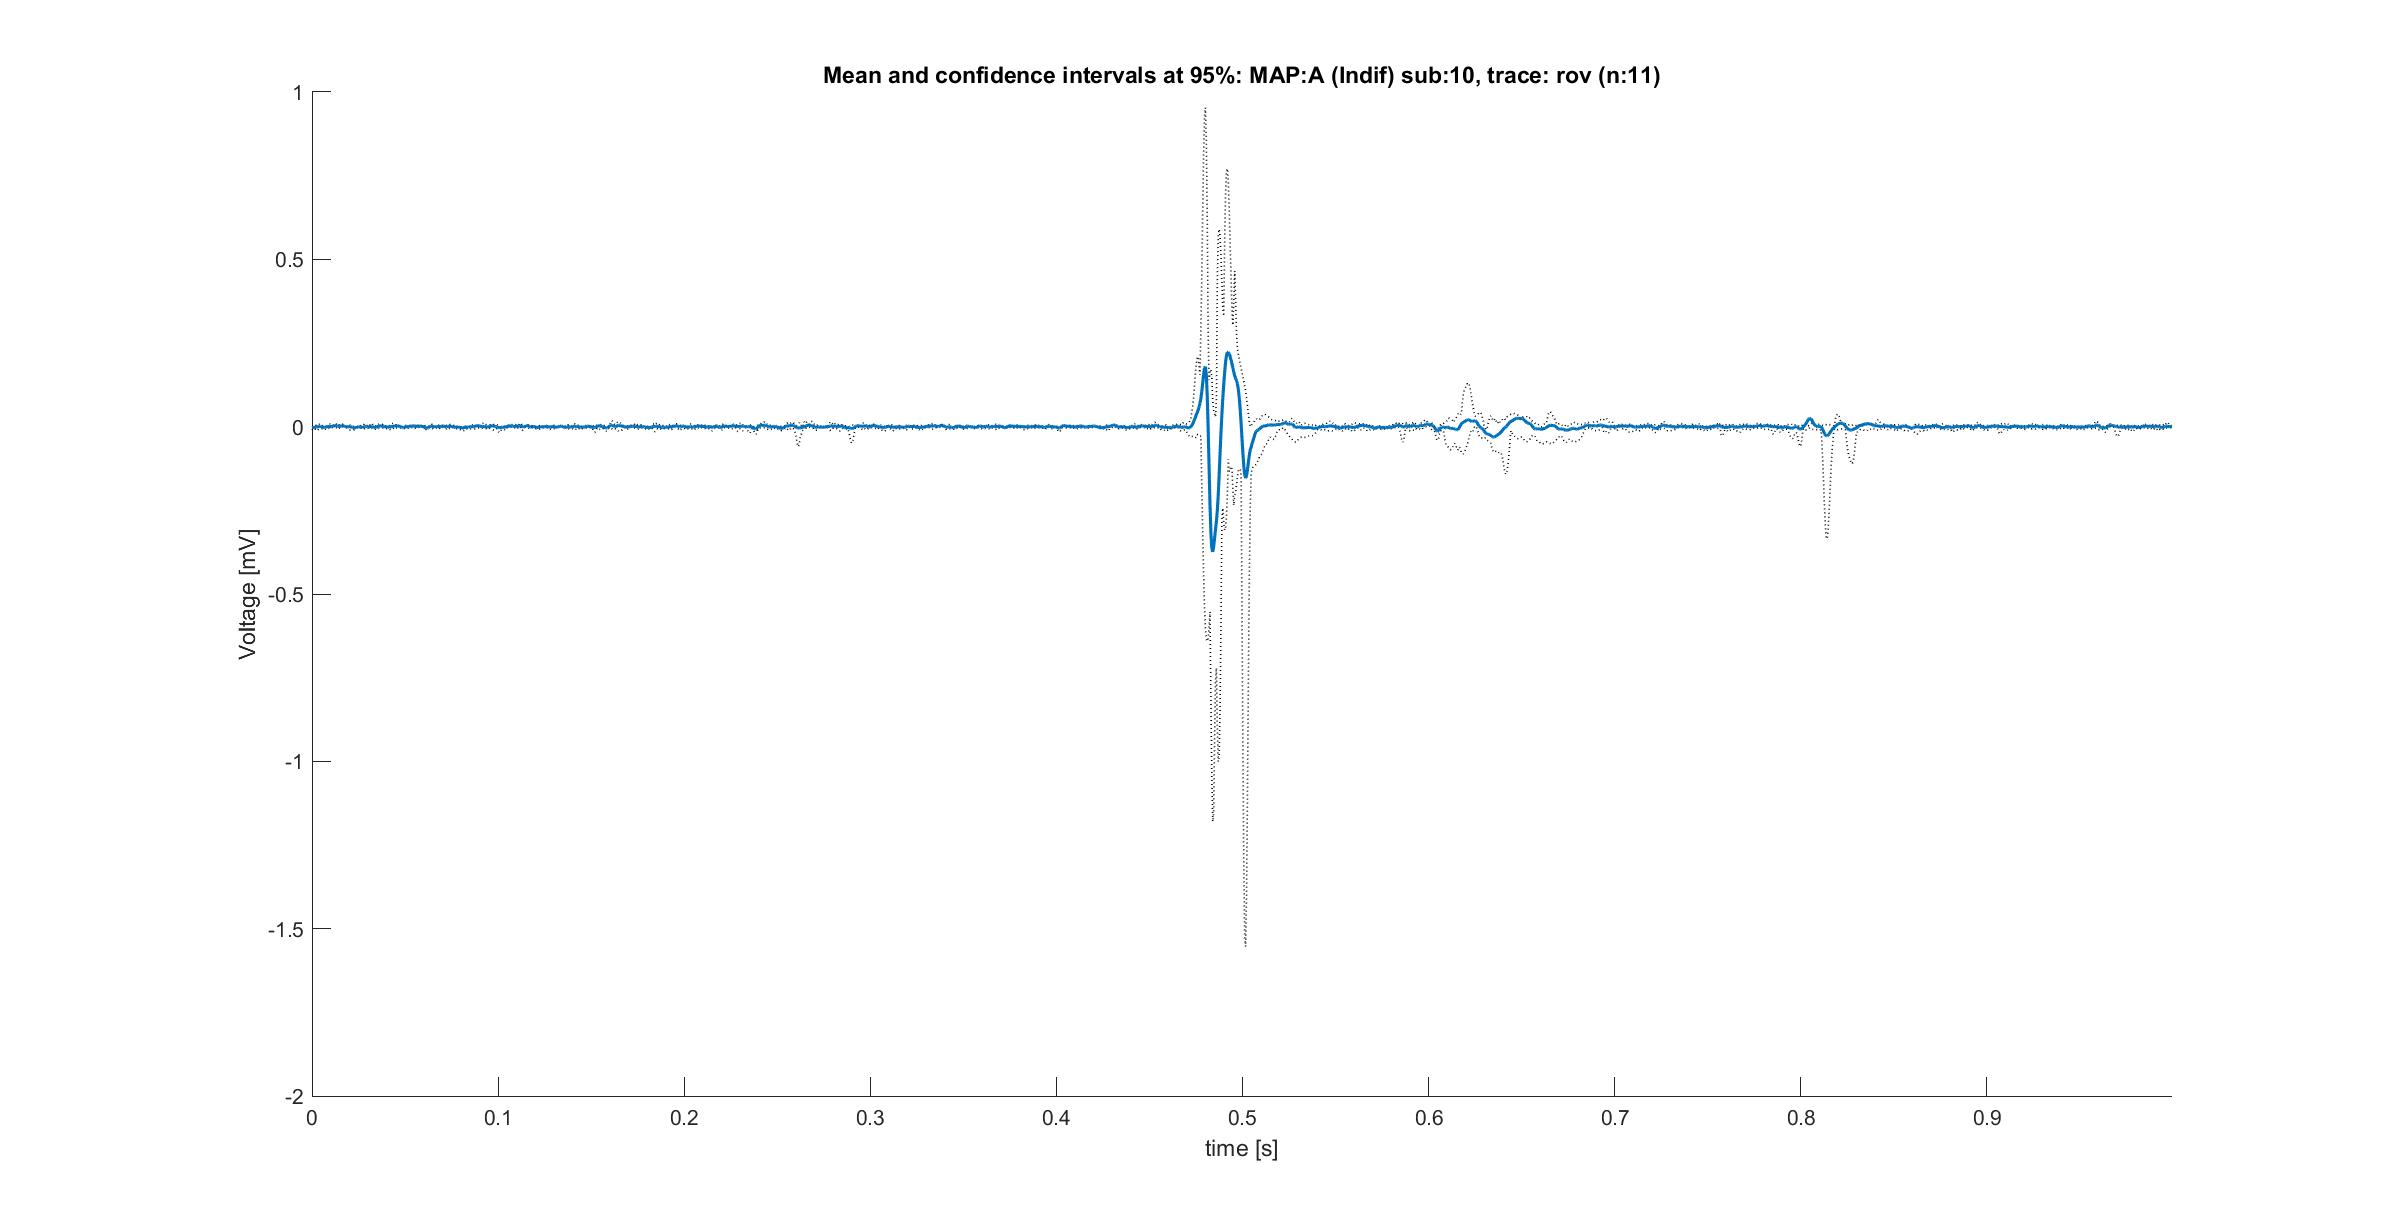 Mean and confidence intervals at 95%: MAP:A (Indif) sub:10, trace: rov (n:11)
1
0.5
0
-0.5
-1
-1.5
-2
Voltage [mV]
0 0.1 0.2 0.3 0.4 0.5 0.6 0.7 0.8 0.9
time [s]